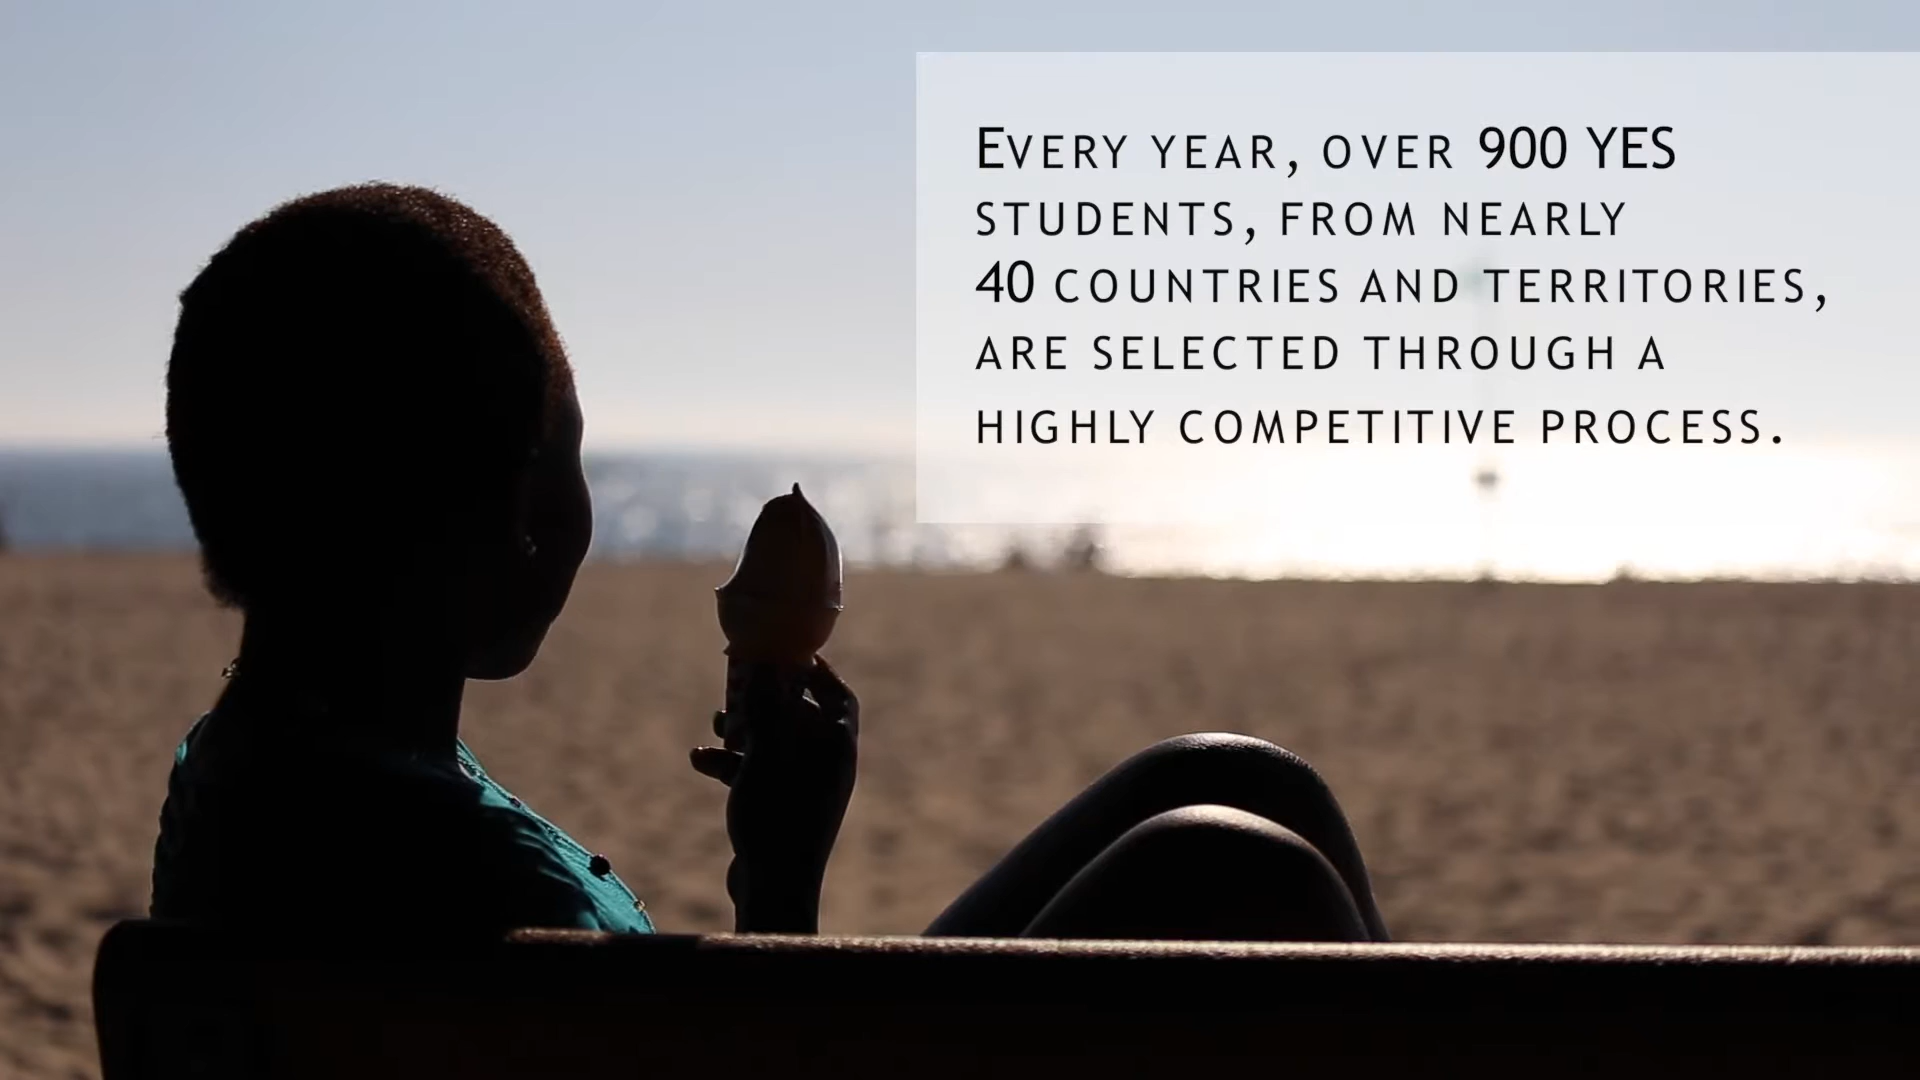 EVERY YEAR, OVER 900 YES
STUDENTS, FROM NEARLY
40 COUNTRIES AND TERRITORIES,
ARE SELECTED THROUGH A
HIGHLY COMPETITIVE PROCESS.